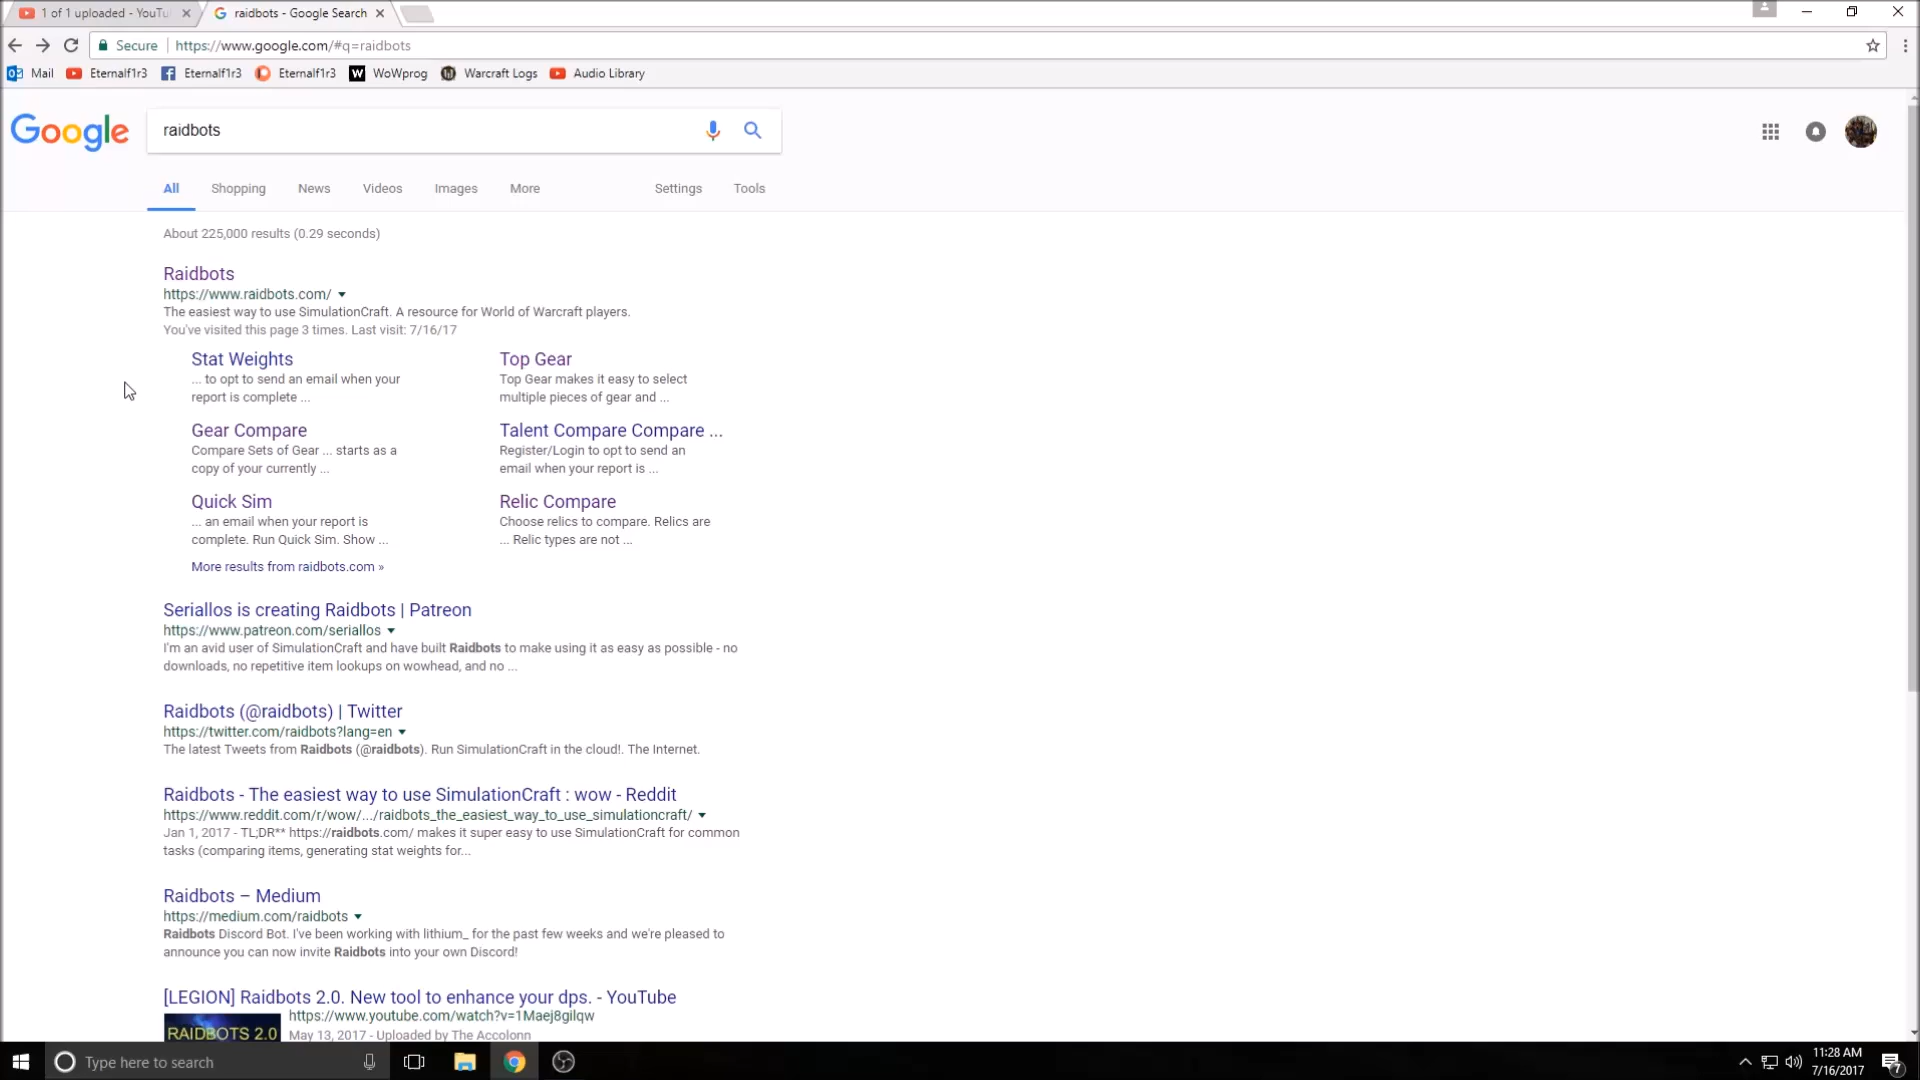 1 of 1 uploaded - YouTu
raidbots - Google Search
Secure
https://www.google.com/#q=raidbots
Mail
Eternalf1r3
Eternalf1r3
Eternalf1r3
WoWprog
Warcraft Logs
Audio Library
Google
raidbots
All
Shopping
News
Videos
Images
More
Settings
Tools
About 225,000 results (0.29 seconds)
Raidbots
https://www.raidbots.com/
The easiest way to use SimulationCraft. A resource for World of Warcraft players.
You've visited this page 3 times. Last visit: 7/16/17
Stat Weights
... to opt to send an email when your
report is complete ...
Top Gear
Top Gear makes it easy to select
multiple pieces of gear and ...
Gear Compare
Compare Sets of Gear ... starts as a
copy of your currently ...
Talent Compare Compare ...
Register/Login to opt to send an
email when your report is ...
Quick Sim
... an email when your report is
complete. Run Quick Sim. Show ...
Relic Compare
Choose relics to compare. Relics are
... Relic types are not ...
More results from raidbots.com »
Seriallos is creating Raidbots | Patreon
https://www.patreon.com/seriallos
I'm an avid user of SimulationCraft and have built Raidbots to make using it as easy as possible - no
downloads, no repetitive item lookups on wowhead, and no ...
Raidbots (@raidbots) | Twitter
https://twitter.com/raidbots?lang=en
The latest Tweets from Raidbots (@raidbots). Run SimulationCraft in the cloud!. The Internet.
Raidbots - The easiest way to use SimulationCraft : wow - Reddit
https://www.reddit.com/r/wow/.../raidbots_the_easiest_way_to_use_simulationcraft/
Jan 1, 2017 - TL;DR** https://raidbots.com/ makes it super easy to use SimulationCraft for common
tasks (comparing items, generating stat weights for...
Raidbots – Medium
https://medium.com/raidbots
Raidbots Discord Bot. I've been working with lithium_ for the past few weeks and we're pleased to
announce you can now invite Raidbots into your own Discord!
[LEGION] Raidbots 2.0. New tool to enhance your dps. - YouTube
https://www.youtube.com/watch?v=1Maej8gilqw
RAIDBOTS 2.0
May 13, 2017 - Uploaded by The Accolonn
Type here to search
11:28 AM
7/16/2017
7